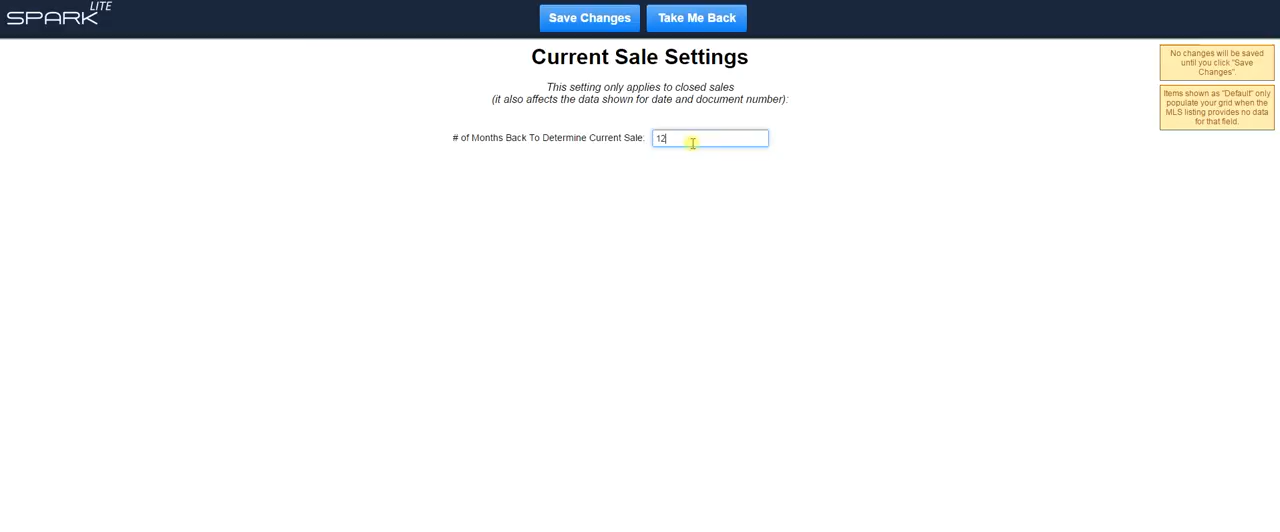 SPARK LITE
Save Changes
Take Me Back
Current Sale Settings
This setting only applies to closed sales
(it also affects the data shown for date and document number):
# of Months Back To Determine Current Sale:
12
No changes will be saved
until you click "Save
Changes".
Items shown as "Default" only
populate your grid when the
MLS listing provides no data
for that field.